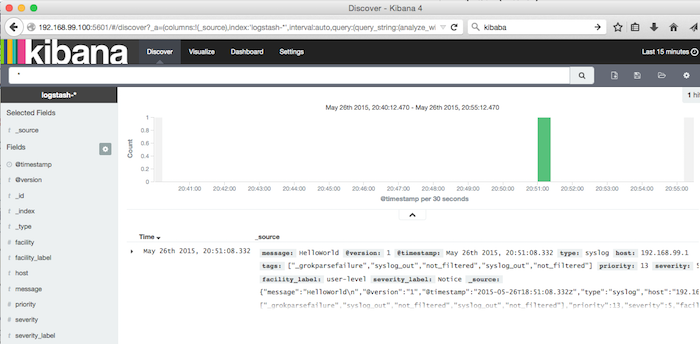 Discover - Kibana 4
192.168.99.100:5601/#/discover?_a=(columns:!(_source),index:'logstash-*',interval:auto,query:(query_string:(analyze_wi
kibaba
kibana
Discover Visualize Dashboard Settings
Last 15 minutes
*
logstash-*
1 hi
Selected Fields
t _source
Fields
@timestamp
t @version
t _id
t _index
t _type
# facility
t facility_label
t host
t message
# priority
# severity
t severity_label
May 26th 2015, 20:40:12.470 - May 26th 2015, 20:55:12.470
Count
1
0.8
0.6
0.4
0.2
0
20:41:00 20:42:00 20:43:00 20:44:00 20:45:00 20:46:00 20:47:00 20:48:00 20:49:00 20:50:00 20:51:00 20:52:00 20:53:00 20:54:00 20:55:00
@timestamp per 30 seconds
Time _source
May 26th 2015, 20:51:08.332
message: HelloWorld @version: 1 @timestamp: May 26th 2015, 20:51:08.332 type: syslog host: 192.168.99.1
tags: ["_grokparsefailure","syslog_out","not_filtered","syslog_out","not_filtered"] priority: 13 severity: 5
facility_label: user-level severity_label: Notice _source:
{"message":"HelloWorld\n","@version":"1","@timestamp":"2015-05-26T18:51:08.332Z","type":"syslog","host":"192.16
rokparsefailure","syslog_out","not_filtered","syslog_out","not_filtered"],"priority":13,"severity":5,"facil